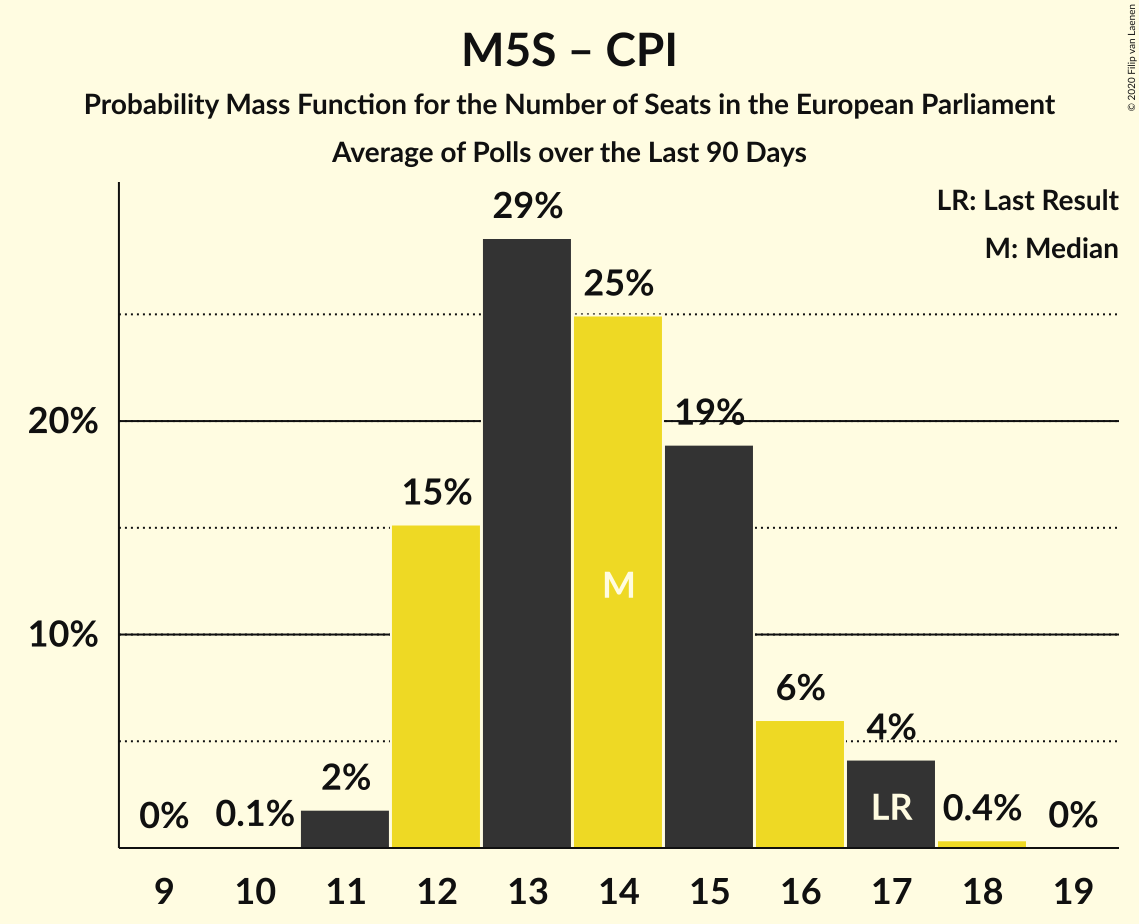 M5S – CPI
Probability Mass Function for the Number of Seats in the European Parliament
Average of Polls over the Last 90 Days
© 2020 Filip van Laenen
LR: Last Result
M: Median
29%
25%
20%
19%
15%
M
10%
6%
4%
2%
LR
0%
0.1%
0.4%
0%
9 10 11 12 13 14 15 16 17 18 19